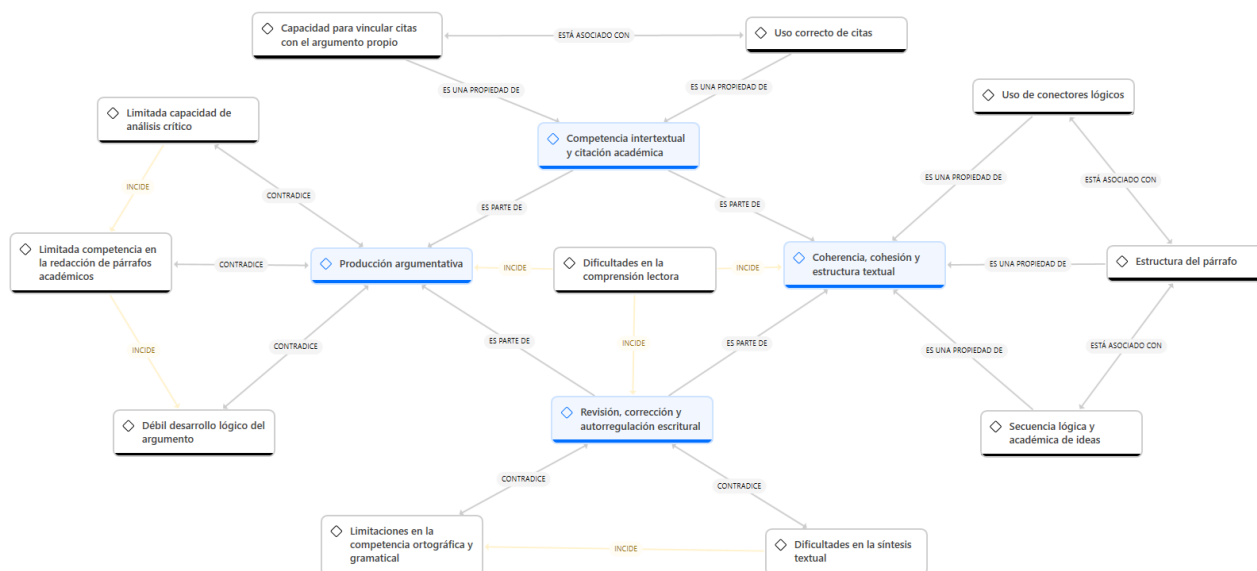 Capacidad para vincular citas
con el argumento propio
ESTÁ ASOCIADO CON
Uso correcto de citas
ES UNA PROPIEDAD DE
ES UNA PROPIEDAD DE
Uso de conectores lógicos
Limitada capacidad de
análisis crítico
Competencia intertextual
y citación académica
INCIDE
CONTRADICE
ES PARTE DE
ES PARTE DE
ES UNA PROPIEDAD DE
ESTÁ ASOCIADO CON
Limitada competencia en
la redacción de párrafos
académicos
CONTRADICE
Producción argumentativa
INCIDE
Dificultades en la
comprensión lectora
INCIDE
Coherencia, cohesión y
estructura textual
ES UNA PROPIEDAD DE
Estructura del párrafo
INCIDE
CONTRADICE
ES PARTE DE
INCIDE
ES PARTE DE
ES UNA PROPIEDAD DE
ESTÁ ASOCIADO CON
Débil desarrollo lógico del
argumento
Revisión, corrección y
autorregulación escritural
Secuencia lógica y
académica de ideas
CONTRADICE
CONTRADICE
Limitaciones en la
competencia ortográfica y
gramatical
INCIDE
Dificultades en la síntesis
textual